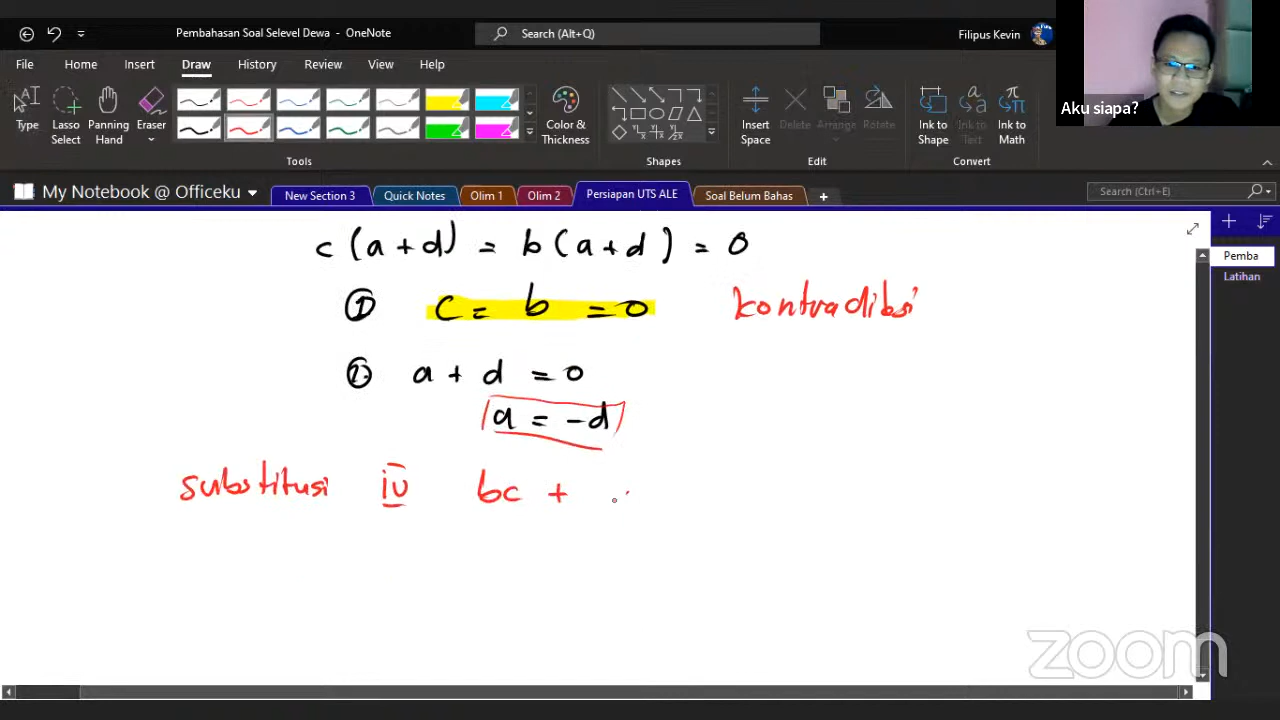 Pembahasan Soal Selevel Dewa - OneNote
Search (Alt+Q)
Filipus Kevin
File Home Insert Draw History Review View Help
Aku siapa?
Type
Lasso Select
Panning Hand
Eraser
Color & Thickness
Insert Space
Delete
Arrange
Rotate
Ink to Shape
Ink to Text
Ink to Math
Tools
Shapes
Edit
Convert
My Notebook @ Officeku
New Section 3
Quick Notes
Olim 1
Olim 2
Persiapan UTS ALE
Soal Belum Bahas
+
Search (Ctrl+E)
Pemba
Latihan
c(a+d) = b(a+d) = 0
① c = b = 0 kontradiksi
② a + d = 0
a = -d
substitusi iv bc +
zoom